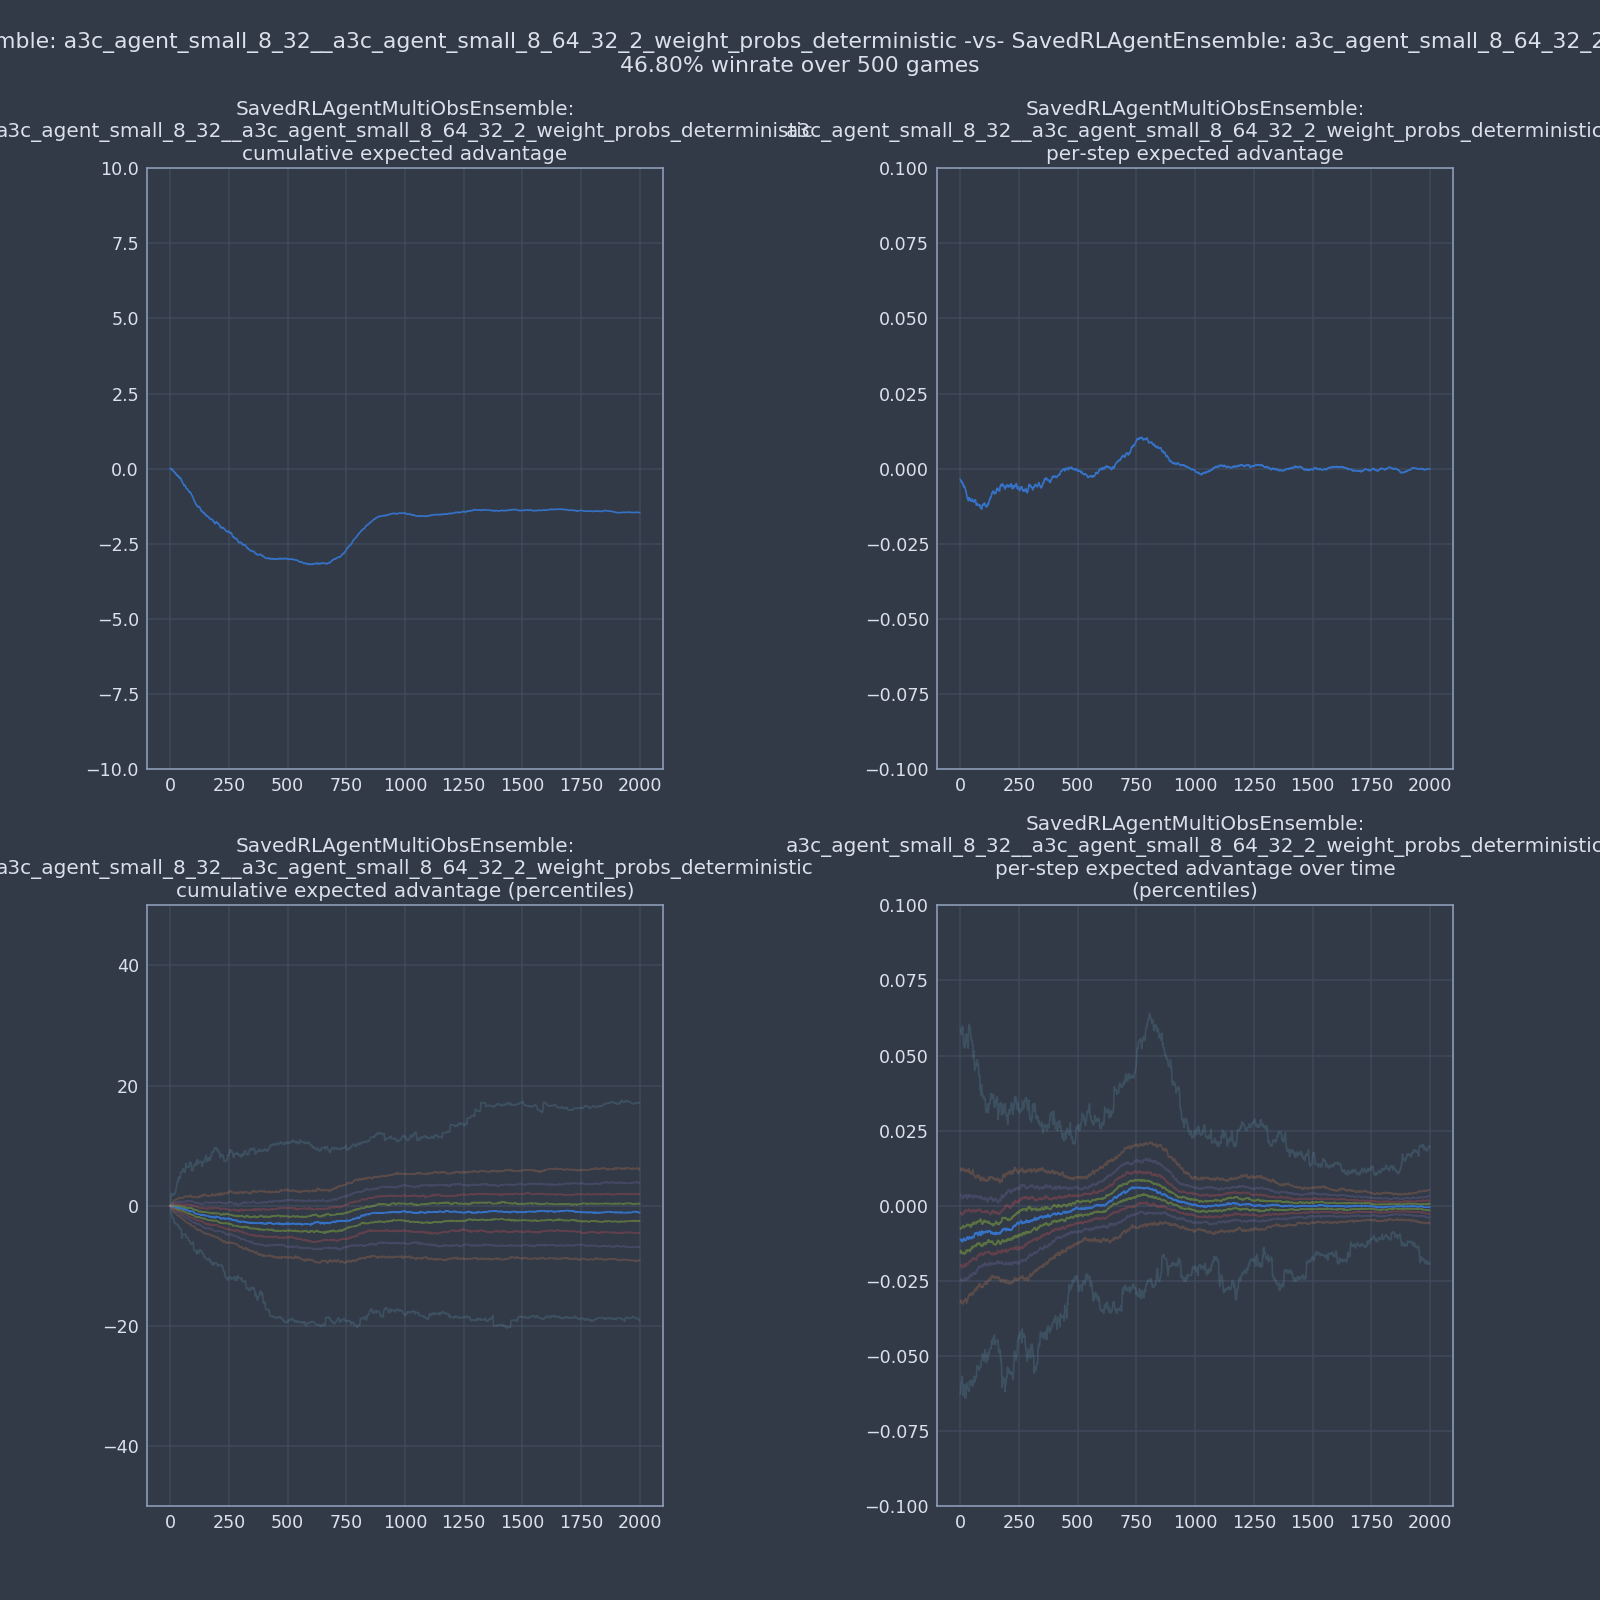 mble: a3c_agent_small_8_32__a3c_agent_small_8_64_32_2_weight_probs_deterministic -vs- SavedRLAgentEnsemble: a3c_agent_small_8_64_32_2
46.80% winrate over 500 games
SavedRLAgentMultiObsEnsemble:
a3c_agent_small_8_32__a3c_agent_small_8_64_32_2_weight_probs_deterministic
cumulative expected advantage
10.0
7.5
5.0
2.5
0.0
−2.5
−5.0
−7.5
−10.0
0 250 500 750 1000 1250 1500 1750 2000
SavedRLAgentMultiObsEnsemble:
a3c_agent_small_8_32__a3c_agent_small_8_64_32_2_weight_probs_deterministic
per-step expected advantage
0.100
0.075
0.050
0.025
0.000
−0.025
−0.050
−0.075
−0.100
0 250 500 750 1000 1250 1500 1750 2000
SavedRLAgentMultiObsEnsemble:
a3c_agent_small_8_32__a3c_agent_small_8_64_32_2_weight_probs_deterministic
cumulative expected advantage (percentiles)
40
20
0
−20
−40
0 250 500 750 1000 1250 1500 1750 2000
SavedRLAgentMultiObsEnsemble:
a3c_agent_small_8_32__a3c_agent_small_8_64_32_2_weight_probs_deterministic
per-step expected advantage over time
(percentiles)
0.100
0.075
0.050
0.025
0.000
−0.025
−0.050
−0.075
−0.100
0 250 500 750 1000 1250 1500 1750 2000